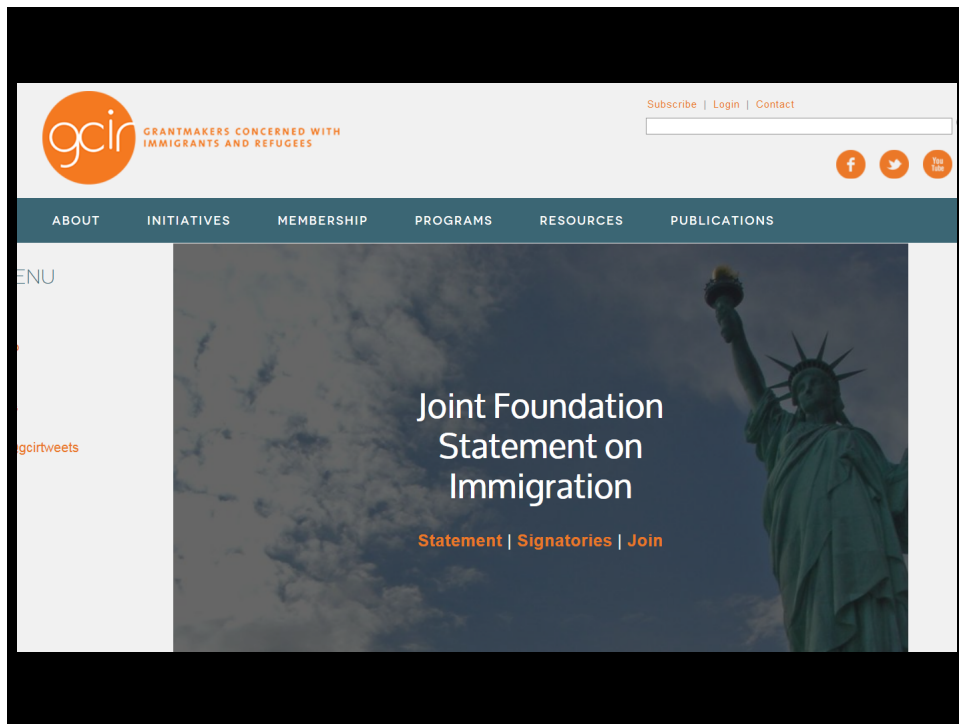 gcir
GRANTMAKERS CONCERNED WITH
IMMIGRANTS AND REFUGEES
Subscribe | Login | Contact
You
Tube
ABOUT INITIATIVES MEMBERSHIP PROGRAMS RESOURCES PUBLICATIONS
ENU
gcirtweets
Joint Foundation
Statement on
Immigration
Statement | Signatories | Join